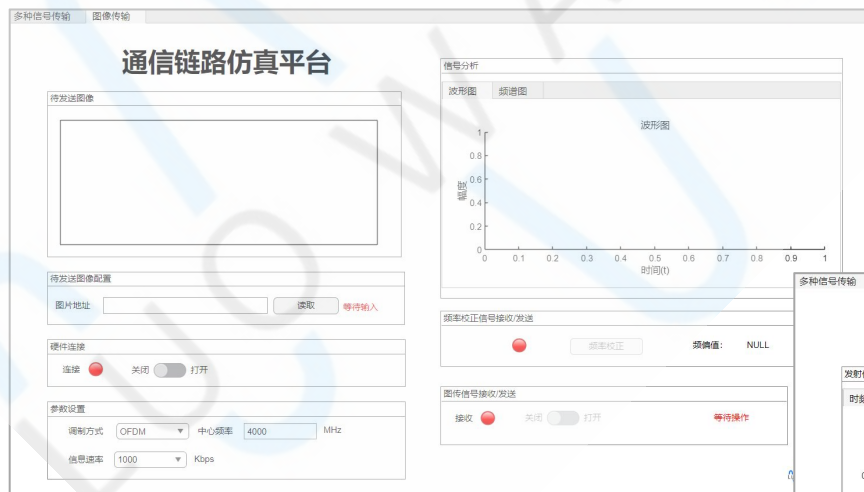 多种信号传输 图像传输
通信链路仿真平台
待发送图像
待发送图像配置
图片地址 读取 等待输入
硬件连接
连接 关闭 打开
参数设置
调制方式 OFDM 中心频率 4000 MHz
信息速率 1000 Kbps
信号分析
波形图 频谱图
波形图
1
0.8
0.6
0.4
0.2
0
幅度
0 0.1 0.2 0.3 0.4 0.5 0.6 0.7 0.8 0.9 1
时间(t)
频率校正信号接收/发送
频率校正 频偏值： NULL
图传信号接收/发送
接收 关闭 打开 等待操作
多种信号传输
LUO WA